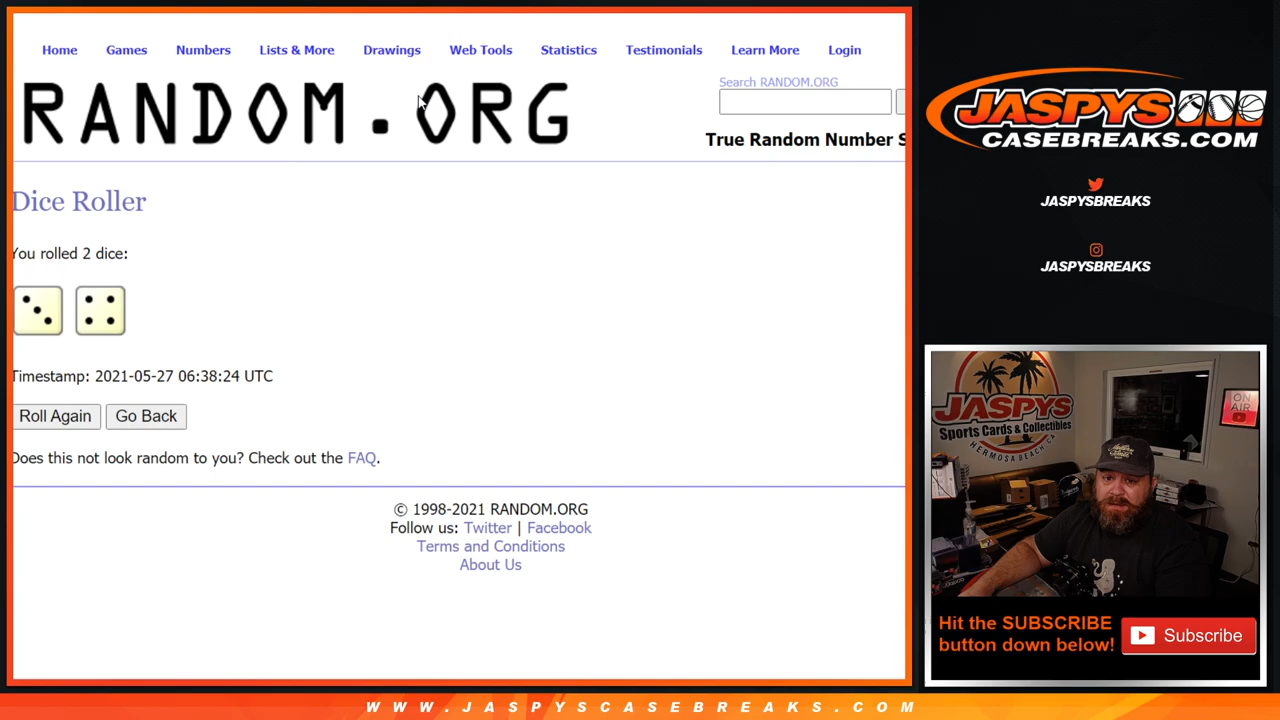 Home Games Numbers Lists & More Drawings Web Tools Statistics Testimonials Learn More Login
RANDOM.ORG
Search RANDOM.ORG
True Random Number S
Dice Roller
You rolled 2 dice:
Timestamp: 2021-05-27 06:38:24 UTC
Roll Again Go Back
Does this not look random to you? Check out the FAQ.
© 1998-2021 RANDOM.ORG
Follow us: Twitter | Facebook
Terms and Conditions
About Us
JASPYS
CASEBREAKS.COM
JASPYSBREAKS
JASPYSBREAKS
JASPYS
Sports Cards & Collectibles
HERMOSA BEACH, CA
ON
AIR
Hit the SUBSCRIBE
button down below!
Subscribe
WWW.JASPYSCASEBREAKS.COM